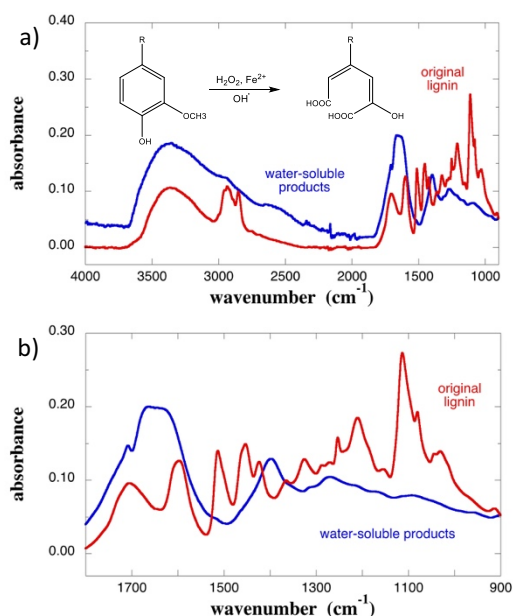 a)
0.40
0.30
0.20
0.10
0.00
absorbance
R
OCH3
OH
H₂O₂, Fe²⁺
OH˙
R
HOOC
HOOC
OH
original
lignin
water-soluble
products
4000 3500 3000 2500 2000 1500 1000
wavenumber (cm⁻¹)
b)
0.30
0.20
0.10
0.00
absorbance
original
lignin
water-soluble products
1700 1500 1300 1100 900
wavenumber (cm⁻¹)